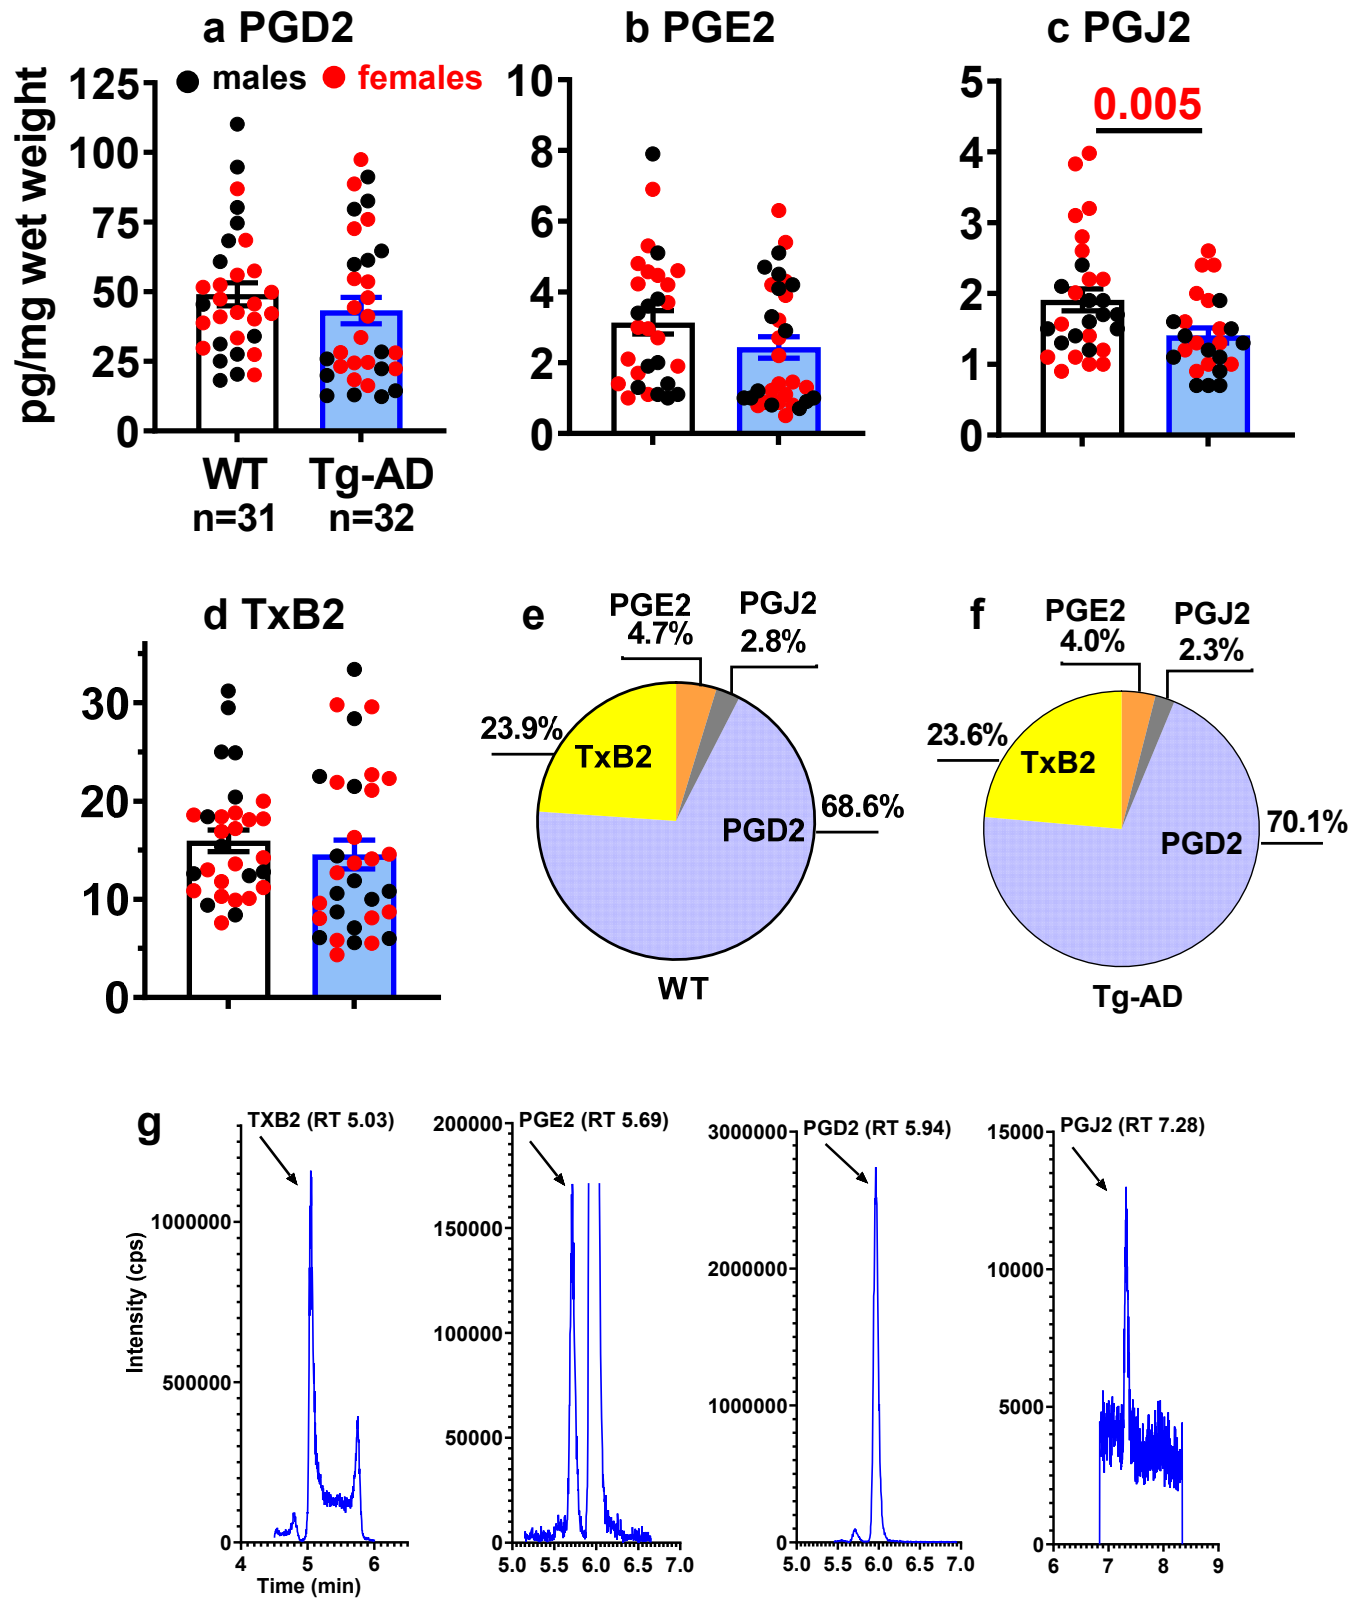 a PGD2
b PGE2
c PGJ2
males females
pg/mg wet weight
125
100
75
50
25
0
WT Tg-AD
n=31 n=32
10
8
6
4
2
0
5
4
3
2
1
0
0.005
d TxB2
30
20
10
0
e
PGE2
4.7%
PGJ2
2.8%
23.9%
TxB2
68.6%
PGD2
WT
f
PGE2
4.0%
PGJ2
2.3%
23.6%
TxB2
70.1%
PGD2
Tg-AD
g
TXB2 (RT 5.03)
Intensity (cps)
1000000
500000
0
4 5 6
Time (min)
PGE2 (RT 5.69)
200000
150000
100000
50000
0
5.0 5.5 6.0 6.5 7.0
PGD2 (RT 5.94)
3000000
2000000
1000000
0
5.0 5.5 6.0 6.5 7.0
PGJ2 (RT 7.28)
15000
10000
5000
0
6 7 8 9